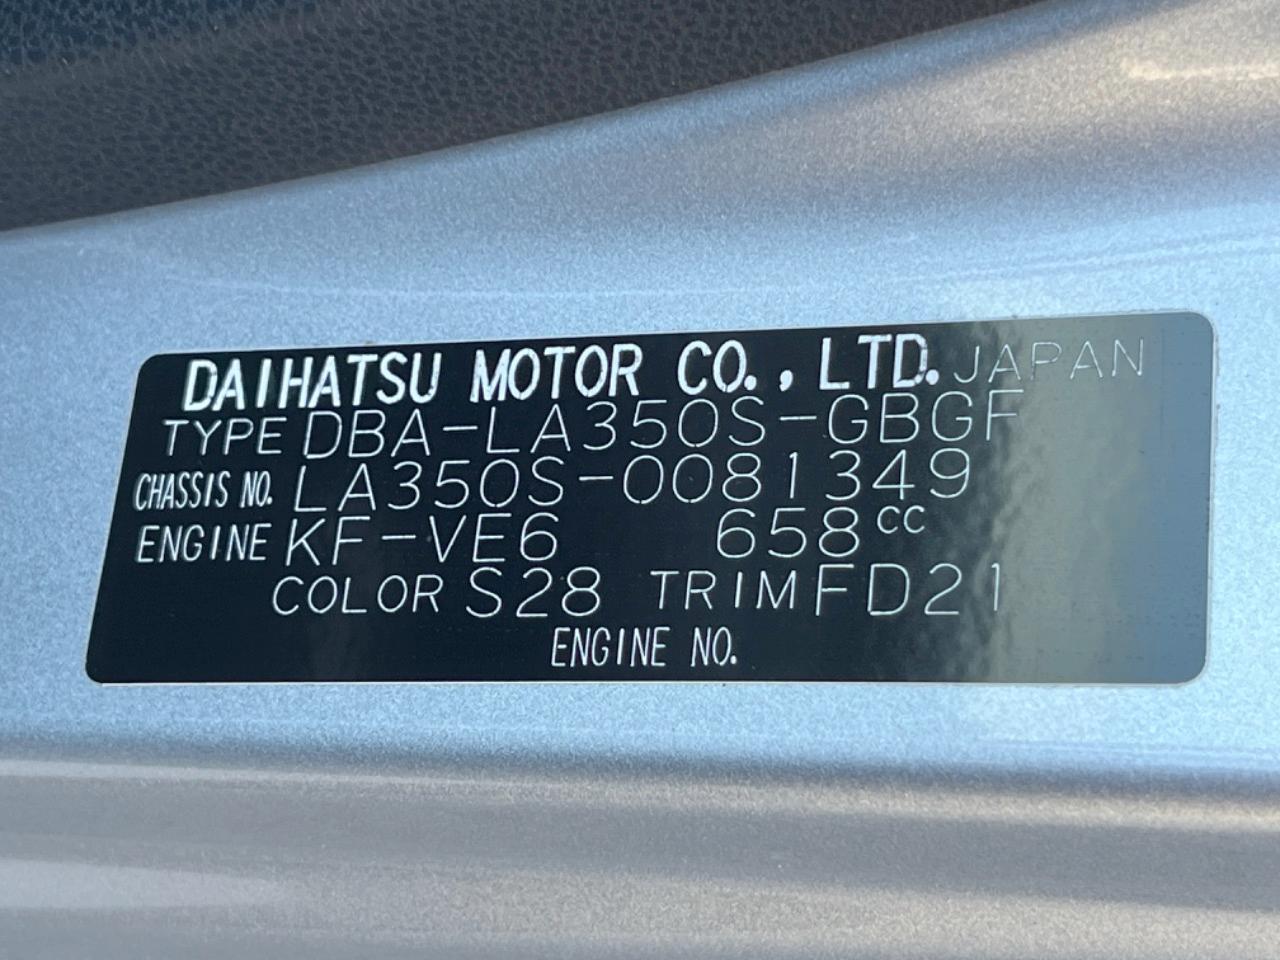 DAIHATSU MOTOR CO., LTD. JAPAN
TYPE DBA-LA350S-GBGF
CHASSIS NO. LA350S-0081349
ENGINE KF-VE6 658CC
COLOR S28 TRIM FD21
ENGINE NO.